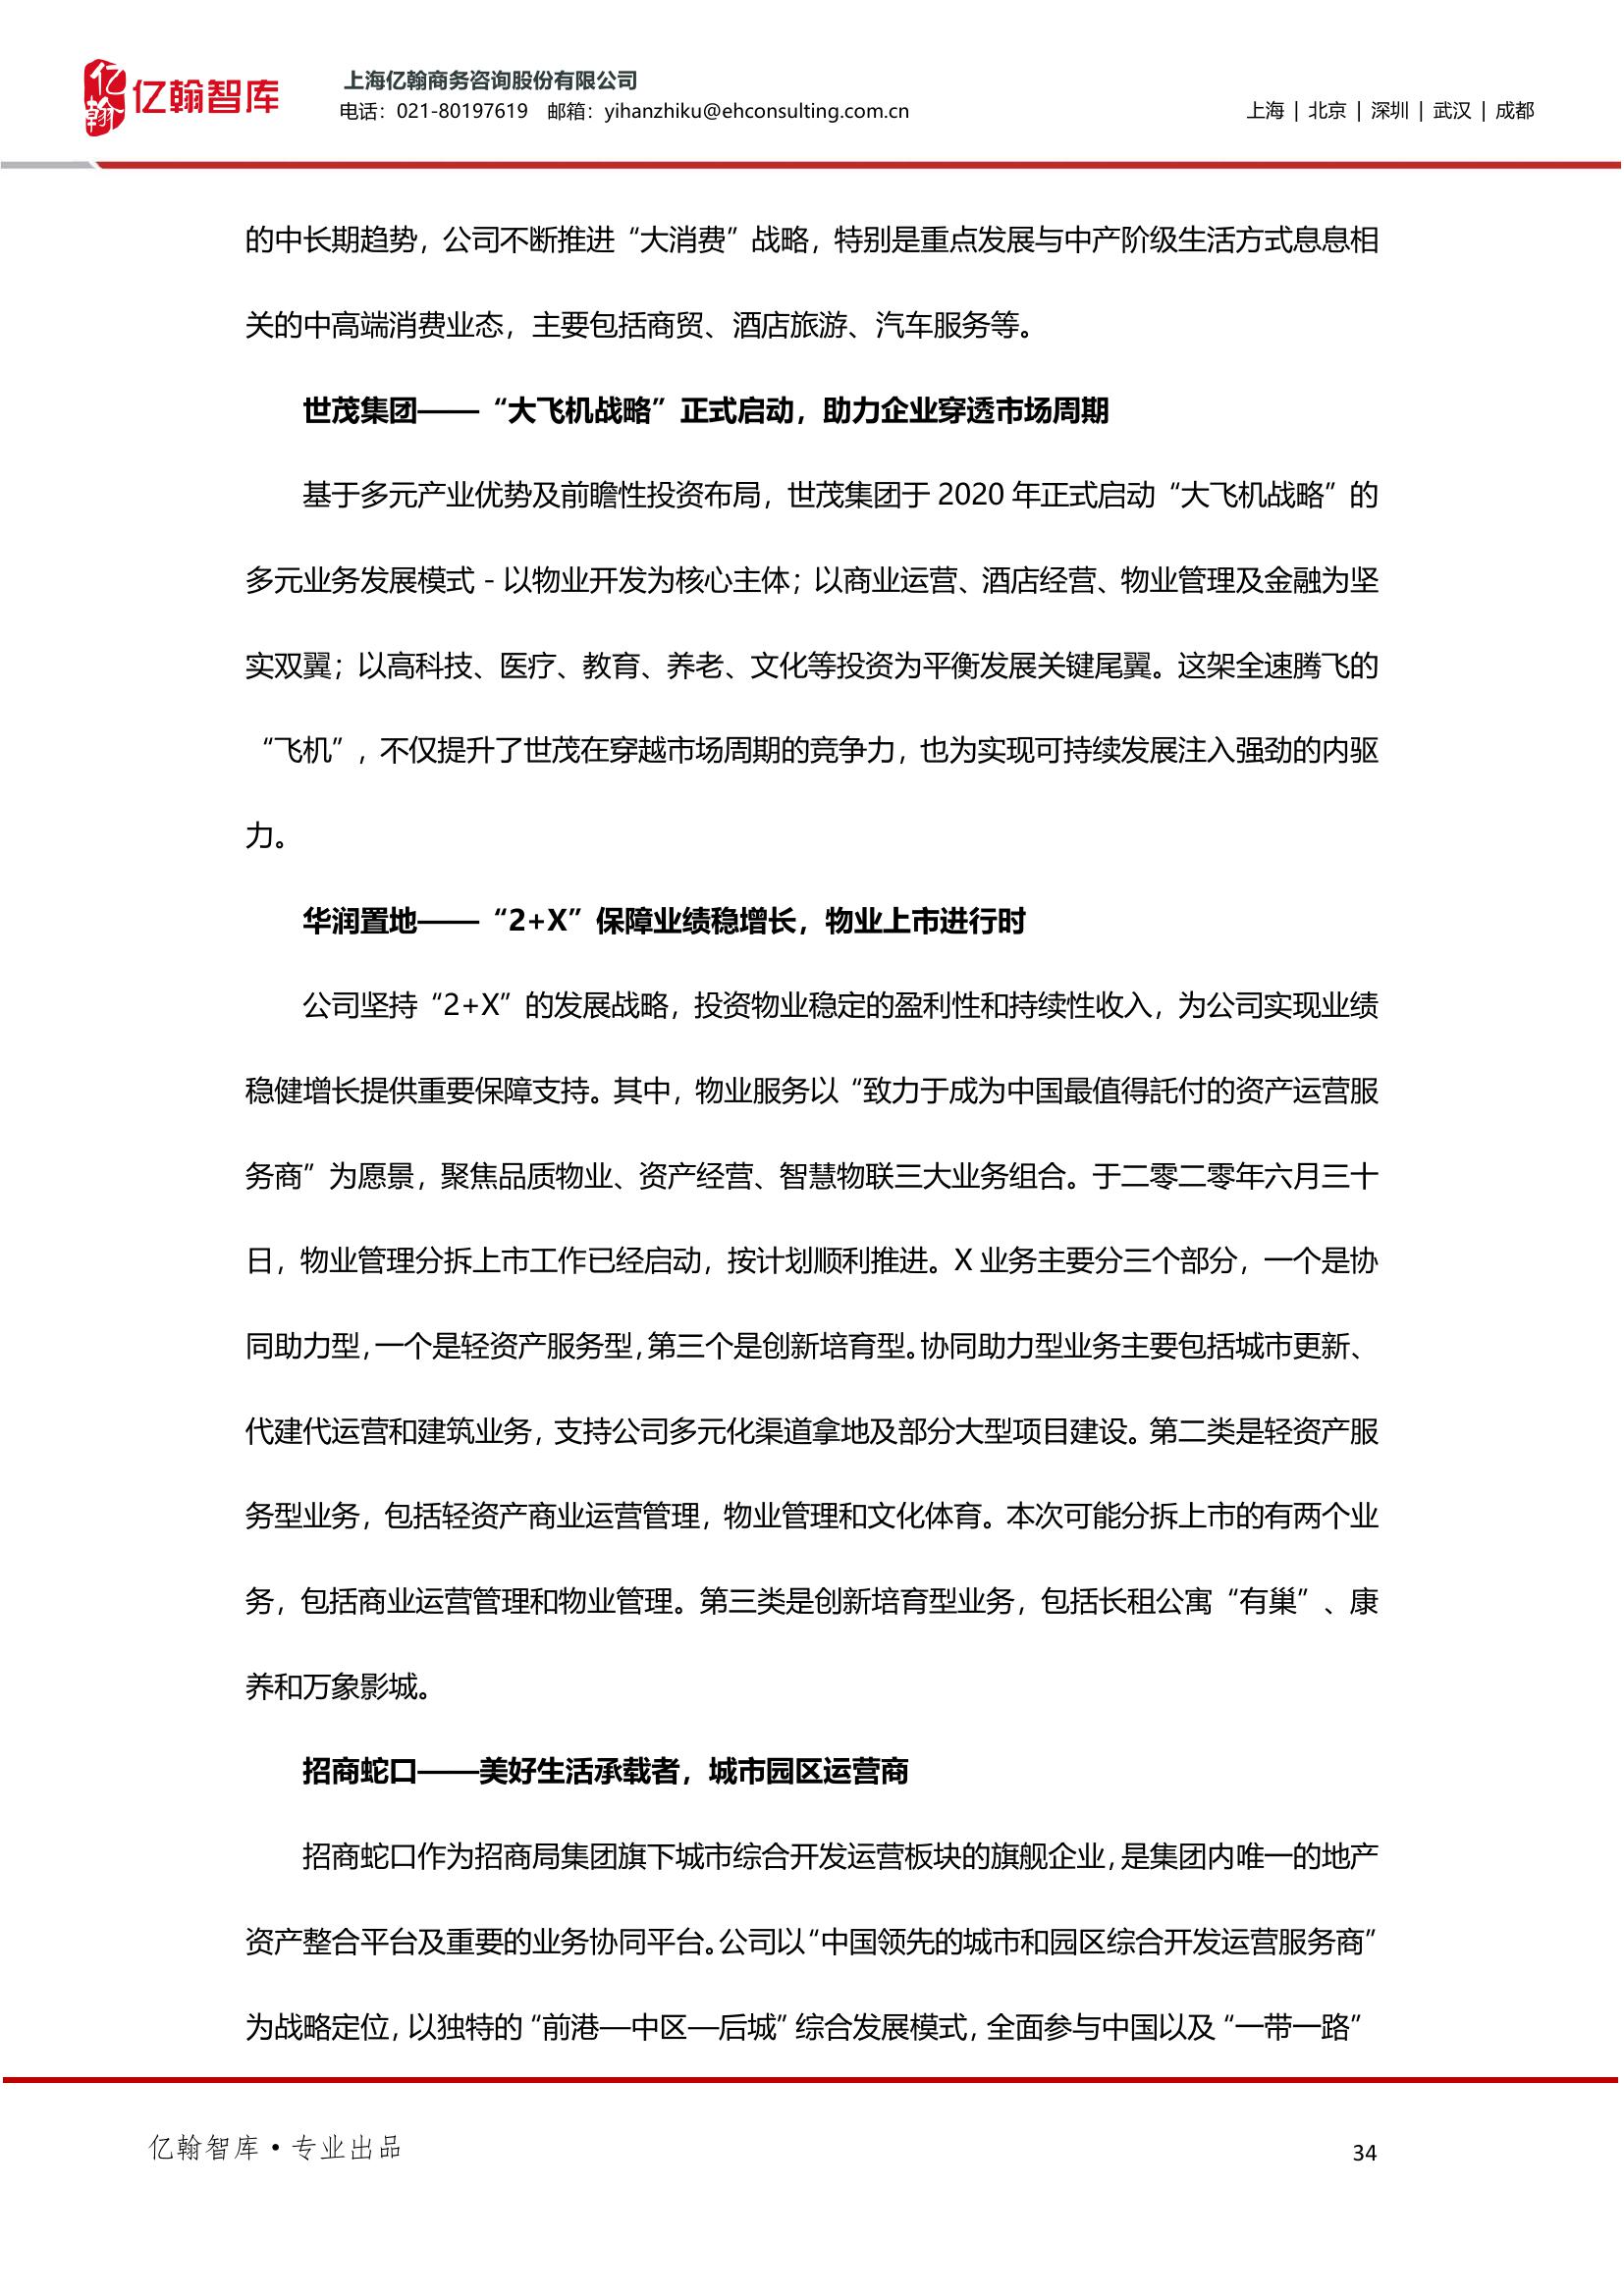 亿翰
亿翰智库
上海亿翰商务咨询股份有限公司
电话：021-80197619　邮箱：yihanzhiku@ehconsulting.com.cn
上海｜北京｜深圳｜武汉｜成都
的中长期趋势，公司不断推进“大消费”战略，特别是重点发展与中产阶级生活方式息息相
关的中高端消费业态，主要包括商贸、酒店旅游、汽车服务等。
世茂集团——“大飞机战略”正式启动，助力企业穿透市场周期
基于多元产业优势及前瞻性投资布局，世茂集团于 2020 年正式启动“大飞机战略”的
多元业务发展模式 - 以物业开发为核心主体；以商业运营、酒店经营、物业管理及金融为坚
实双翼；以高科技、医疗、教育、养老、文化等投资为平衡发展关键尾翼。这架全速腾飞的
“飞机”，不仅提升了世茂在穿越市场周期的竞争力，也为实现可持续发展注入强劲的内驱
力。
华润置地——“2+X”保障业绩稳增长，物业上市进行时
公司坚持“2+X”的发展战略，投资物业稳定的盈利性和持续性收入，为公司实现业绩
稳健增长提供重要保障支持。其中，物业服务以“致力于成为中国最值得託付的资产运营服
务商”为愿景，聚焦品质物业、资产经营、智慧物联三大业务组合。于二零二零年六月三十
日，物业管理分拆上市工作已经启动，按计划顺利推进。X 业务主要分三个部分，一个是协
同助力型，一个是轻资产服务型，第三个是创新培育型。协同助力型业务主要包括城市更新、
代建代运营和建筑业务，支持公司多元化渠道拿地及部分大型项目建设。第二类是轻资产服
务型业务，包括轻资产商业运营管理，物业管理和文化体育。本次可能分拆上市的有两个业
务，包括商业运营管理和物业管理。第三类是创新培育型业务，包括长租公寓“有巢”、康
养和万象影城。
招商蛇口——美好生活承载者，城市园区运营商
招商蛇口作为招商局集团旗下城市综合开发运营板块的旗舰企业，是集团内唯一的地产
资产整合平台及重要的业务协同平台。公司以“中国领先的城市和园区综合开发运营服务商”
为战略定位，以独特的“前港—中区—后城”综合发展模式，全面参与中国以及“一带一路”
亿翰智库·专业出品
34